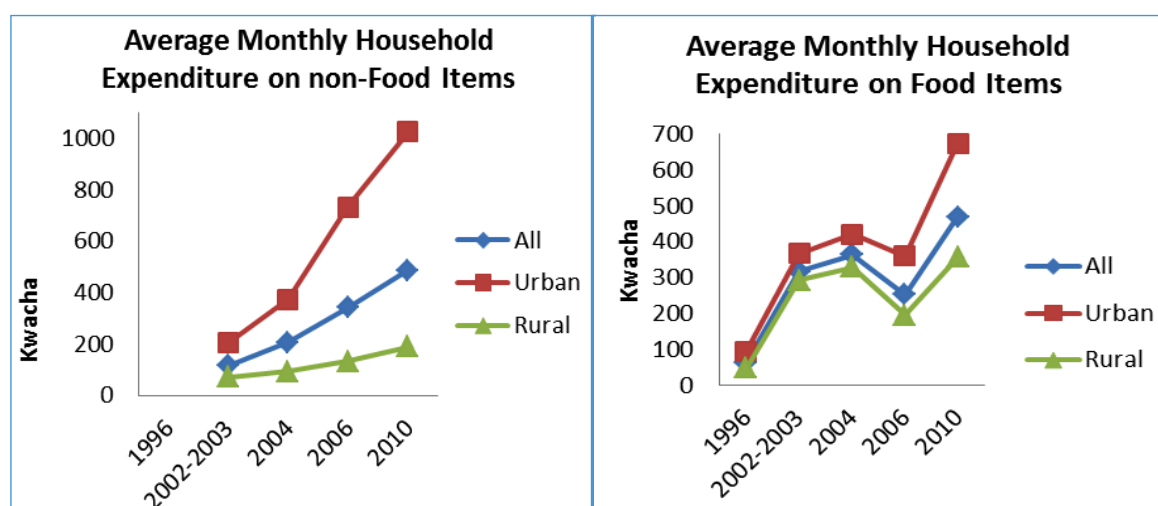 Average Monthly Household
Expenditure on non-Food Items
Kwacha
1000
800
600
400
200
0
1996
2002-2003
2004
2006
2010
All
Urban
Rural
Average Monthly Household
Expenditure on Food Items
Kwacha
700
600
500
400
300
200
100
0
1996
2002-2003
2004
2006
2010
All
Urban
Rural